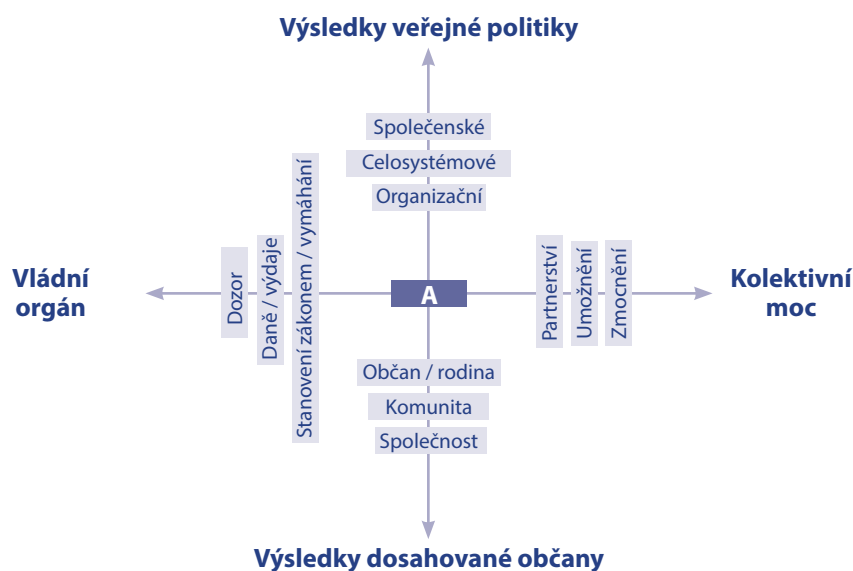 Výsledky veřejné politiky
Společenské
Celosystémové
Organizační
Vládní
orgán
Dozor
Daně / výdaje
Stanovení zákonem / vymáhání
A
Partnerství
Umožnění
Zmocnění
Kolektivní
moc
Občan / rodina
Komunita
Společnost
Výsledky dosahované občany